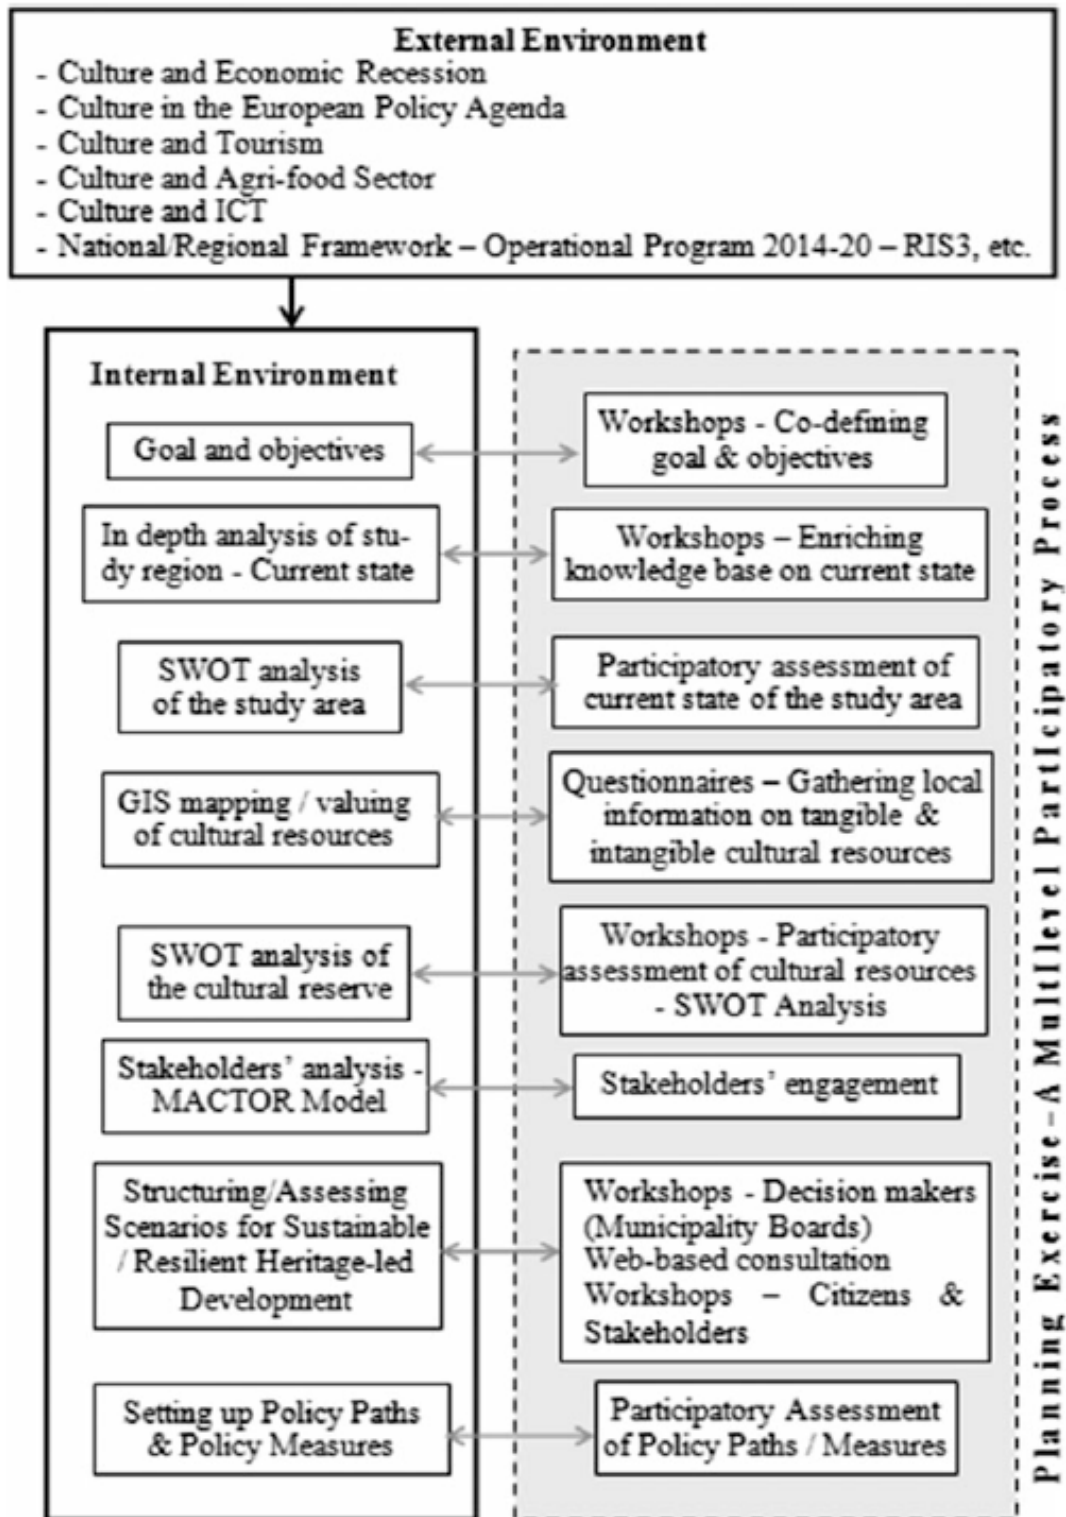 External Environment
- Culture and Economic Recession
- Culture in the European Policy Agenda
- Culture and Tourism
- Culture and Agri-food Sector
- Culture and ICT
- National/Regional Framework – Operational Program 2014-20 – RIS3, etc.
Internal Environment
Goal and objectives
Workshops - Co-defining
goal & objectives
In depth analysis of stu-
dy region - Current state
Workshops – Enriching
knowledge base on current state
SWOT analysis
of the study area
Participatory assessment of
current state of the study area
GIS mapping / valuing
of cultural resources
Questionnaires – Gathering local
information on tangible &
intangible cultural resources
SWOT analysis of
the cultural reserve
Workshops - Participatory
assessment of cultural resources
- SWOT Analysis
Stakeholders’ analysis -
MACTOR Model
Stakeholders’ engagement
Structuring/Assessing
Scenarios for Sustainable
/ Resilient Heritage-led
Development
Workshops - Decision makers
(Municipality Boards)
Web-based consultation
Workshops – Citizens &
Stakeholders
Setting up Policy Paths
& Policy Measures
Participatory Assessment
of Policy Paths / Measures
Planning Exercise – A Multilevel Participatory Process